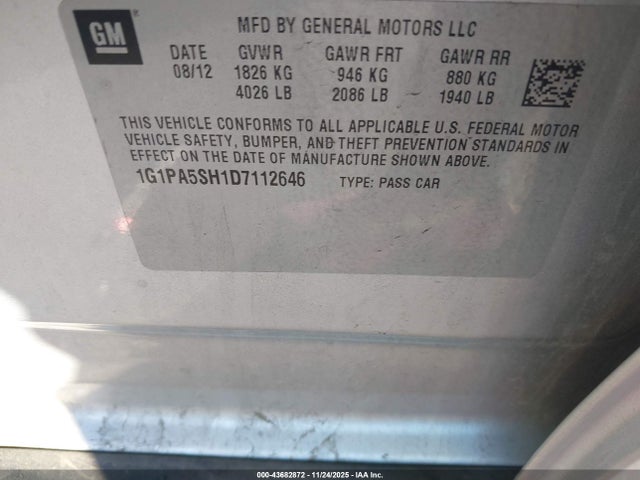 GM
MFD BY GENERAL MOTORS LLC
DATE GVWR GAWR FRT GAWR RR
08/12 1826 KG 946 KG 880 KG
4026 LB 2086 LB 1940 LB
THIS VEHICLE CONFORMS TO ALL APPLICABLE U.S. FEDERAL MOTOR
VEHICLE SAFETY, BUMPER, AND THEFT PREVENTION STANDARDS IN
EFFECT ON THE DATE OF MANUFACTURE SHOWN ABOVE.
1G1PA5SH1D7112646 TYPE: PASS CAR
000-43682872 - 11/24/2025 - IAA Inc.